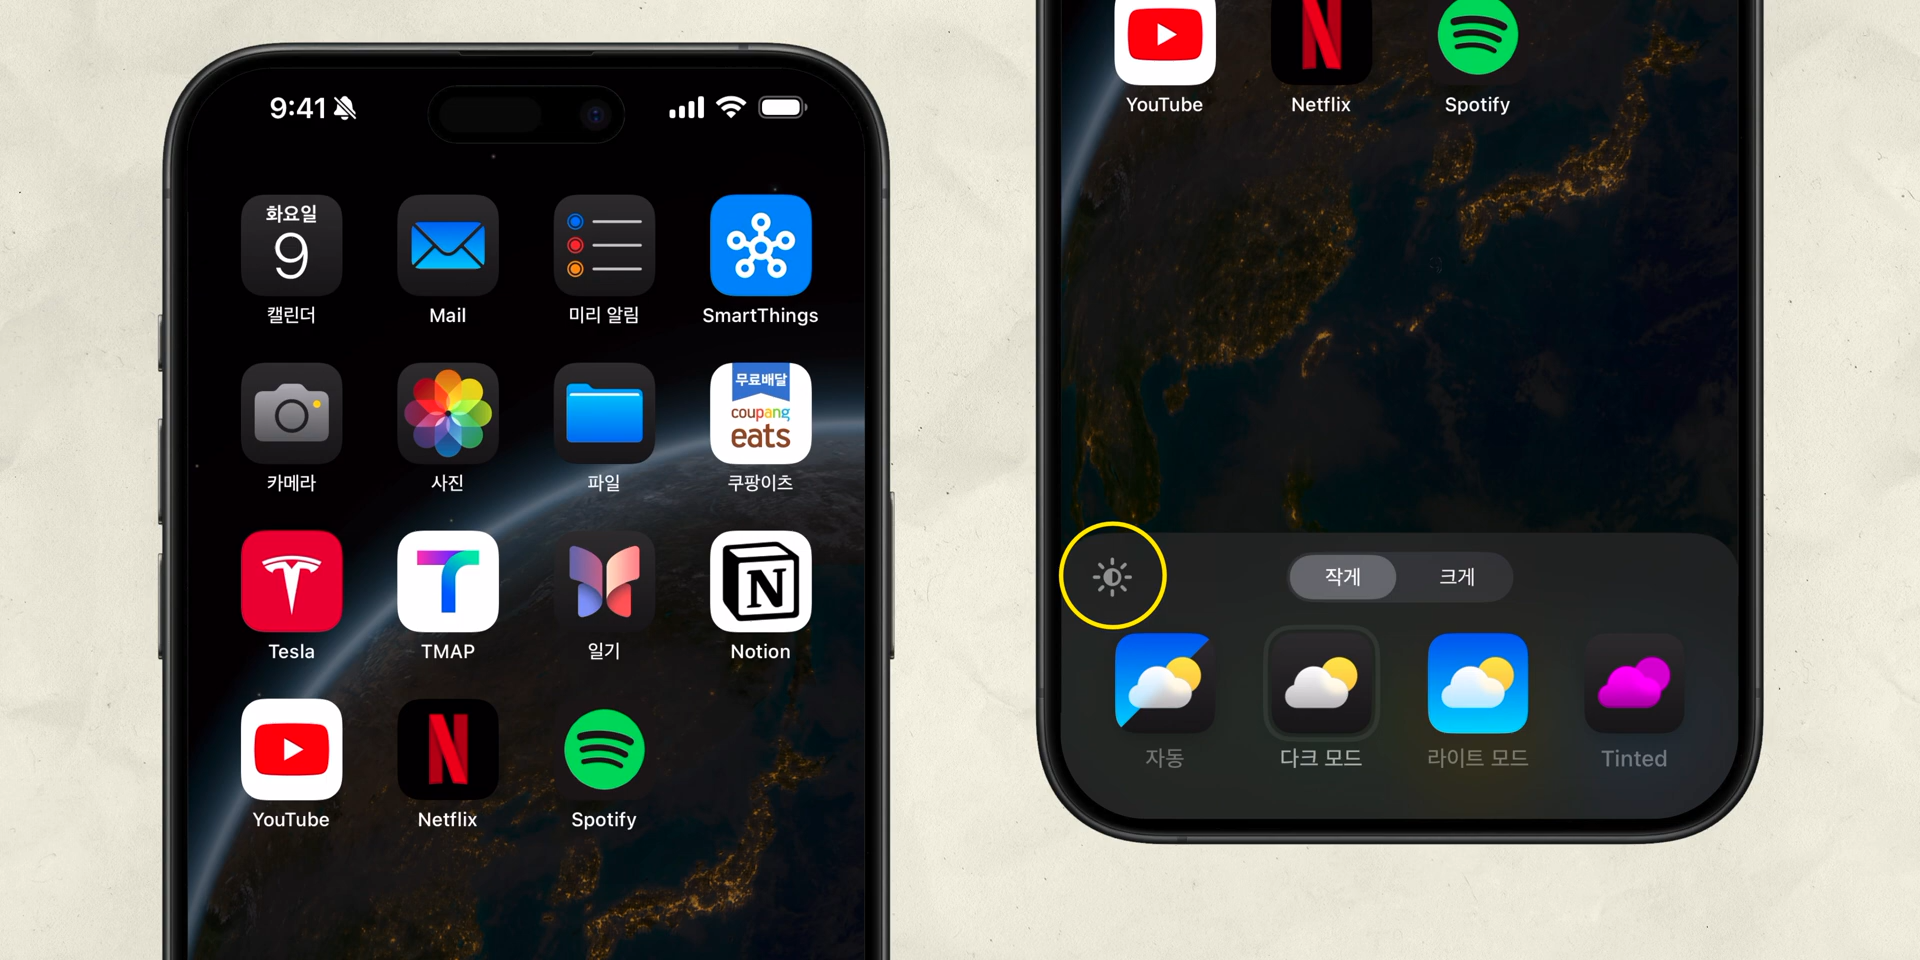 9:41
화요일
9
캘린더
Mail
미리 알림
SmartThings
무료배달
coupang
eats
카메라
사진
파일
쿠팡이츠
Tesla
TMAP
일기
N
Notion
YouTube
Netflix
Spotify
YouTube
Netflix
Spotify
작게
크게
자동
다크 모드
라이트 모드
Tinted